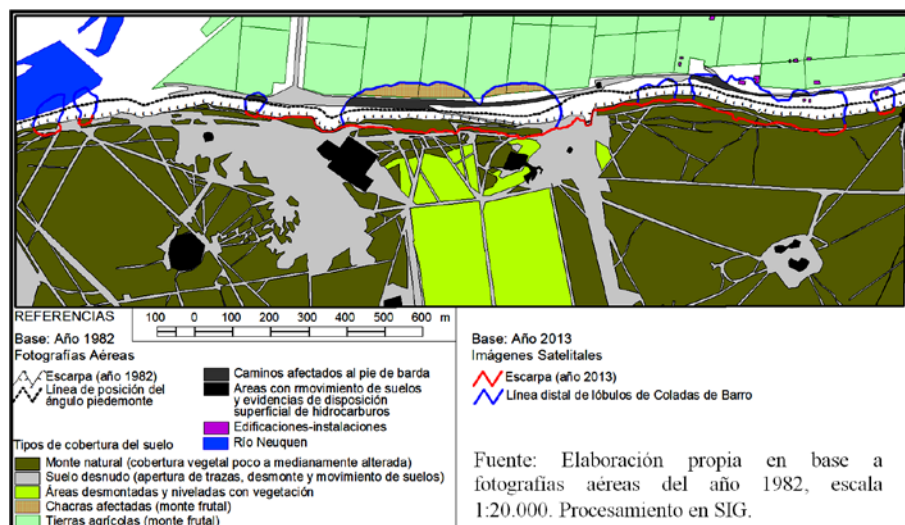 REFERENCIAS
100 0 100 200 300 400 500 600 m
Base: Año 1982
Fotografías Aéreas
Escarpa (año 1982)
Línea de posición del
ángulo piedemonte
Caminos afectados al pie de barda
Areas con rmovimiento de suelos
y evidencias de disposición
superficial de hidrocarburos
Edificaciones-instalaciones
Río Neuquen
Tipos de cobertura del suelo
Monte natural (cobertura vegetal poco a medianamente alterada)
Suelo desnudo (apertura de trazas, desmonte y movimiento de suelos)
Áreas desmontadas y niveladas con vegetación
Chacras afectadas (monte frutal)
Tierras agrícolas (monte frutal)
Base: Año 2013
Imágenes Satelitales
Escarpa (año 2013)
Línea distal de lóbulos de Coladas de Barro
Fuente: Elaboración propia en base a
fotografías aéreas del año 1982, escala
1:20.000. Procesamiento en SIG.